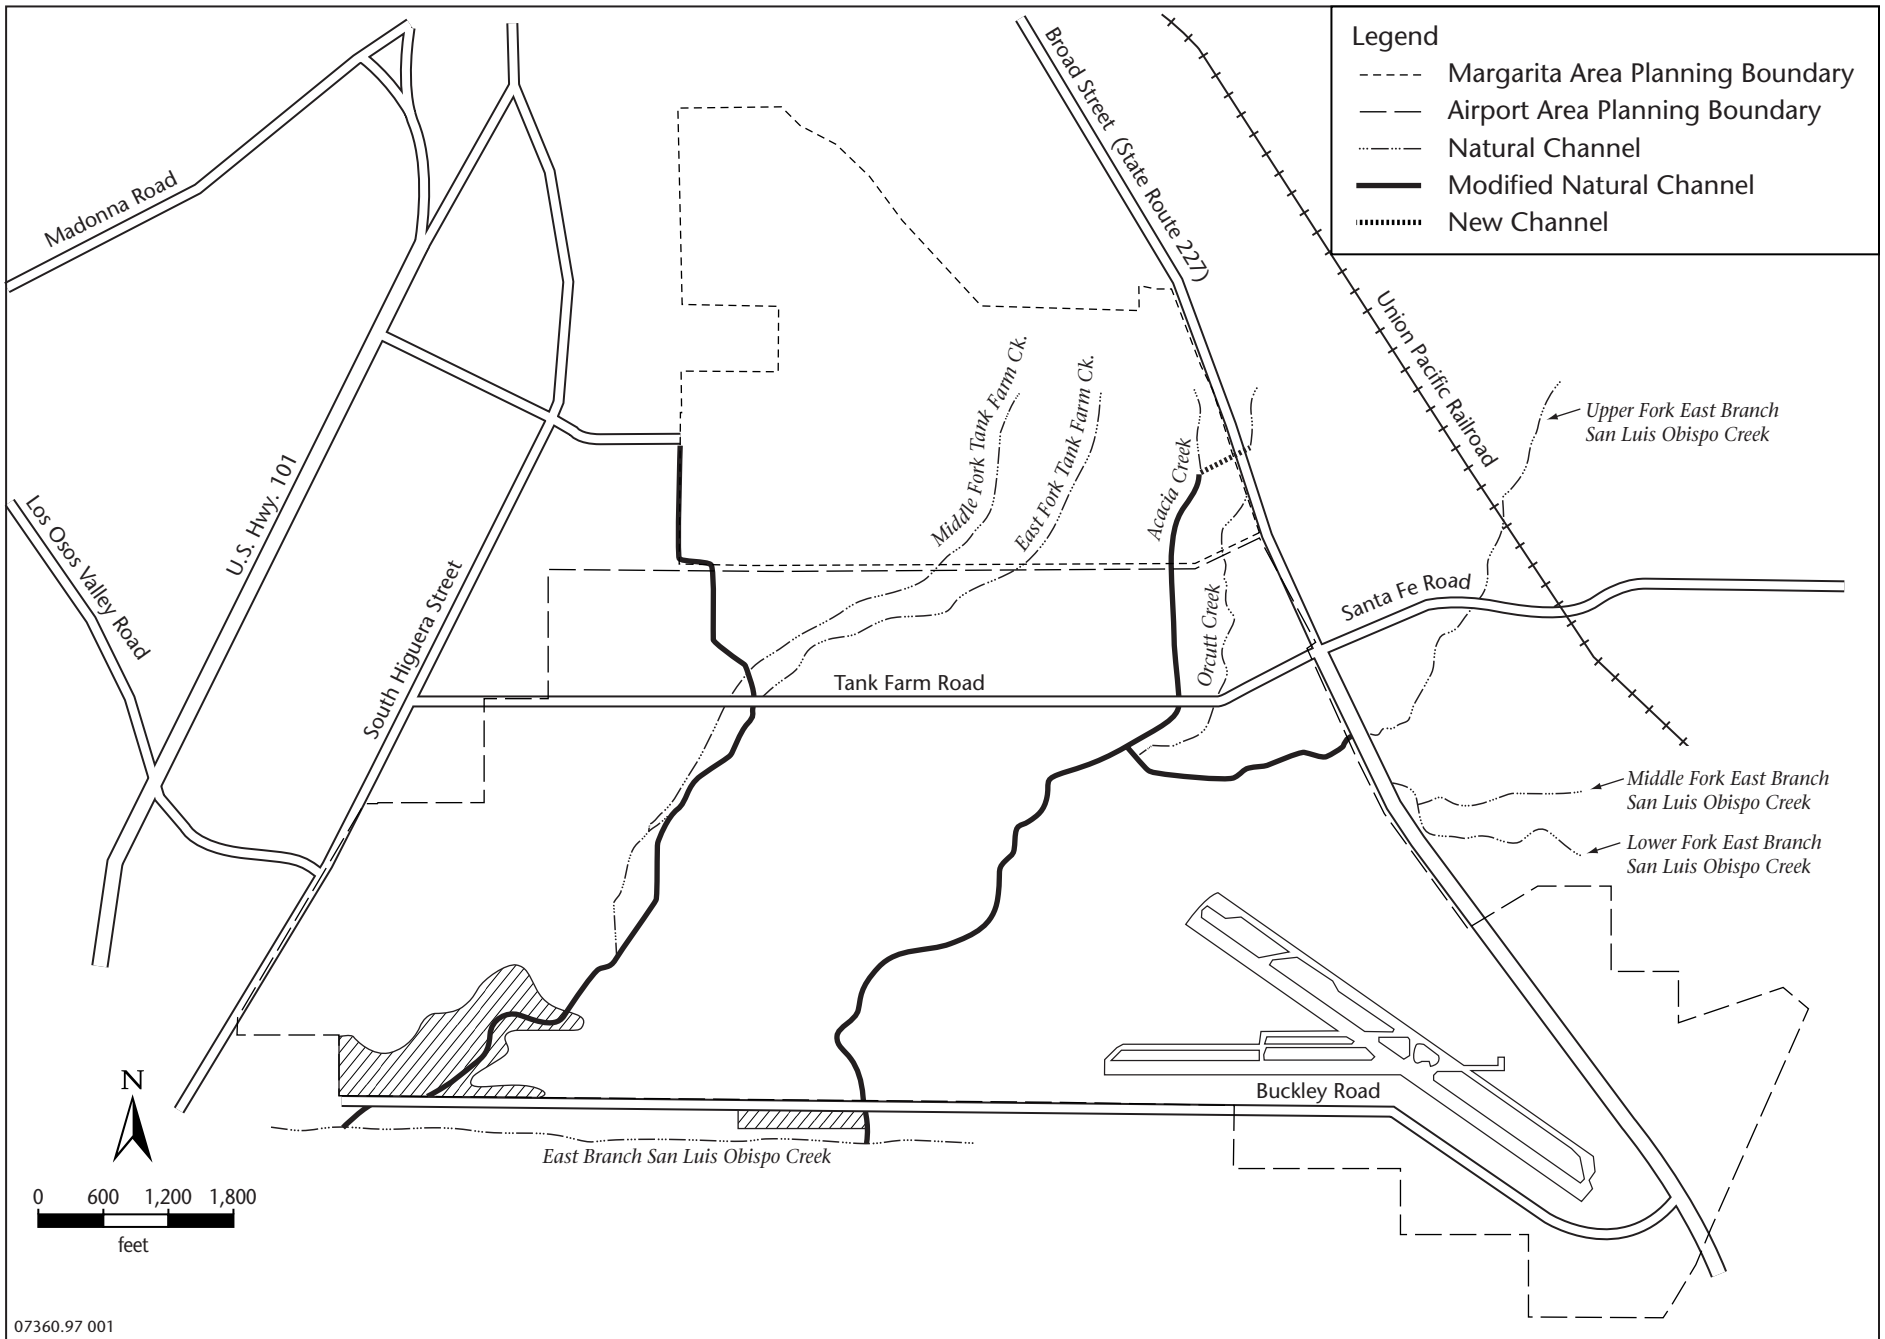 Legend
Margarita Area Planning Boundary
Airport Area Planning Boundary
Natural Channel
Modified Natural Channel
New Channel
Madonna Road
Broad Street (State Route 227)
Union Pacific Railroad
Middle Fork Tank Farm Ck.
East Fork Tank Farm Ck.
Acacia Creek
Upper Fork East Branch
San Luis Obispo Creek
U.S. Hwy. 101
Los Osos Valley Road
South Higuera Street
Orcutt Creek
Santa Fe Road
Tank Farm Road
Middle Fork East Branch
San Luis Obispo Creek
Lower Fork East Branch
San Luis Obispo Creek
Buckley Road
East Branch San Luis Obispo Creek
N
0 600 1,200 1,800
feet
07360.97 001